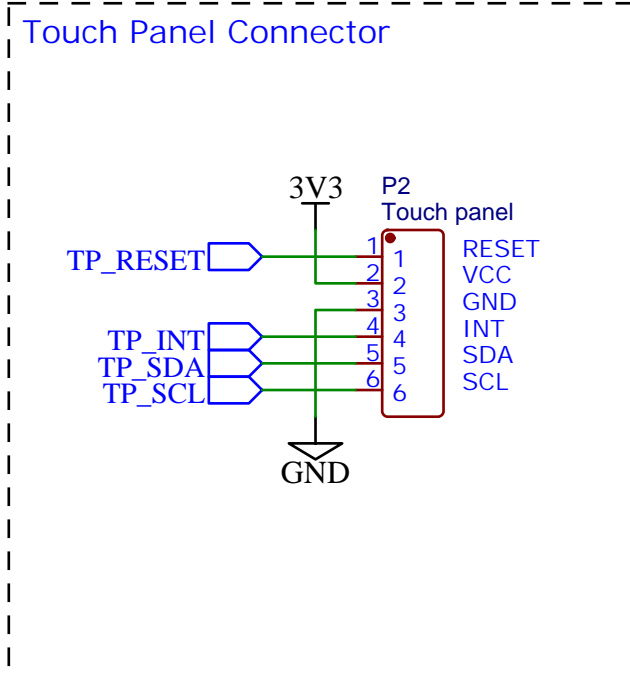 Touch Panel Connector
3V3
P2
Touch panel
TP_RESET
1
1
RESET
2
2
VCC
3
3
GND
TP_INT
4
4
INT
TP_SDA
5
5
SDA
TP_SCL
6
6
SCL
GND